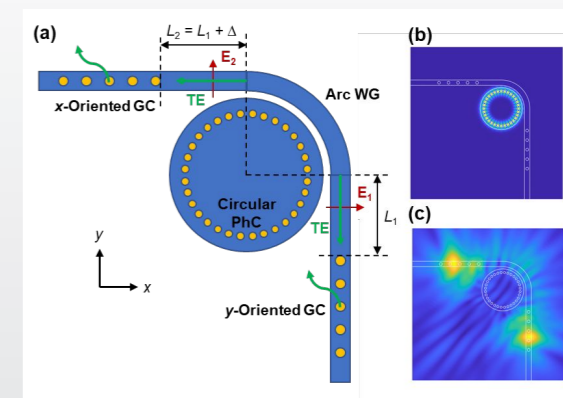 (a)
L₂ = L₁ + Δ
E₂
TE
x-Oriented GC
Arc WG
Circular
PhC
E₁
L₁
TE
y
x
y-Oriented GC
(b)
(c)